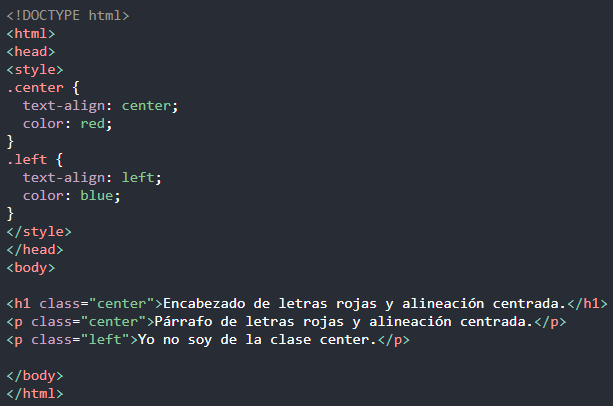 <!DOCTYPE html>
<html>
<head>
<style>
.center {
  text-align: center;
  color: red;
}
.left {
  text-align: left;
  color: blue;
}
</style>
</head>
<body>

<h1 class="center">Encabezado de letras rojas y alineación centrada.</h1>
<p class="center">Párrafo de letras rojas y alineación centrada.</p>
<p class="left">Yo no soy de la clase center.</p>

</body>
</html>